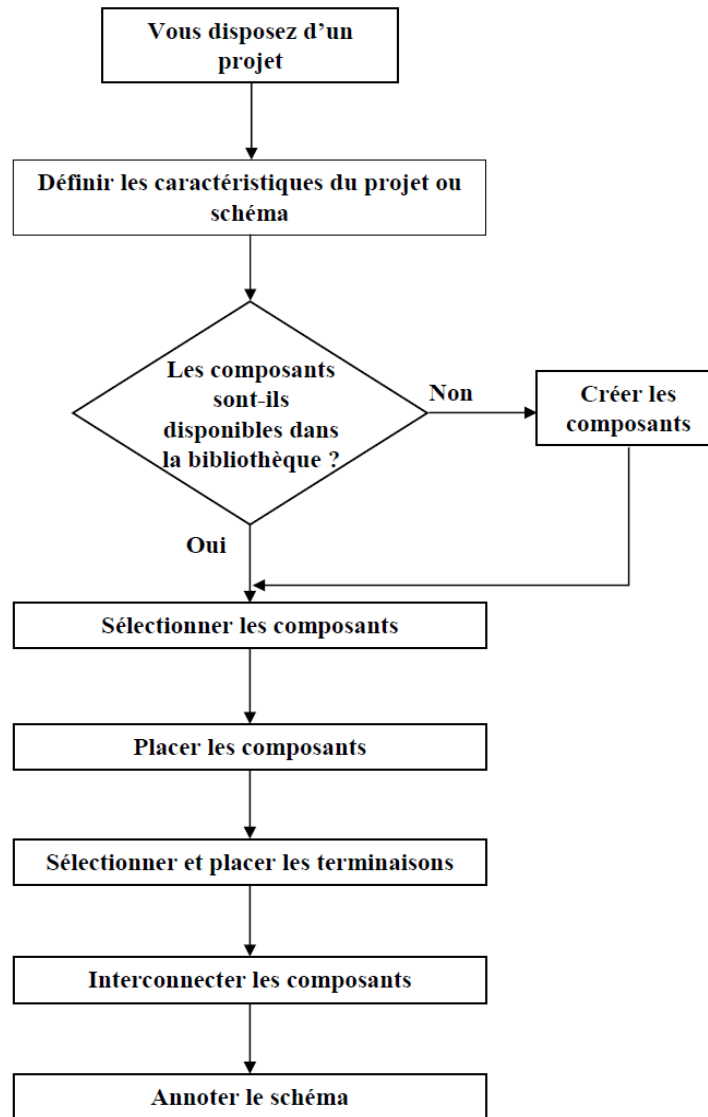 Vous disposez d’un
projet
Définir les caractéristiques du projet ou
schéma
Les composants
sont-ils
disponibles dans
la bibliothèque ?
Non
Créer les
composants
Oui
Sélectionner les composants
Placer les composants
Sélectionner et placer les terminaisons
Interconnecter les composants
Annoter le schéma